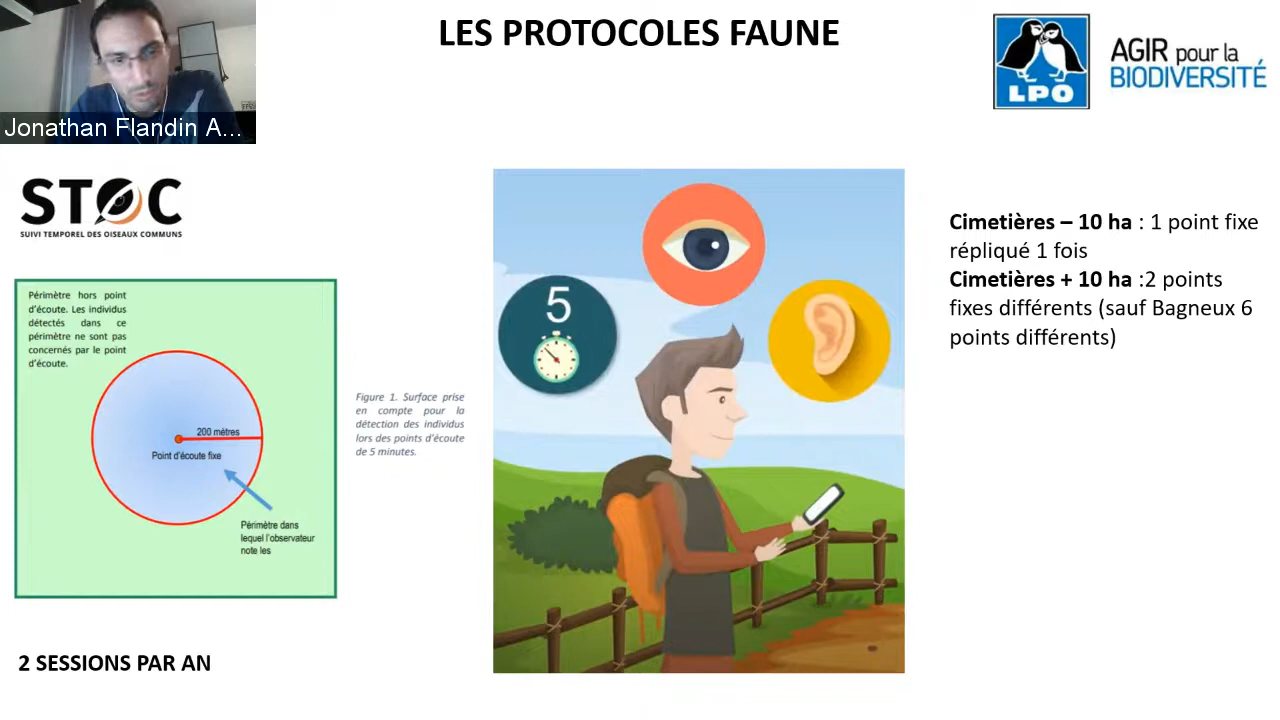 LES PROTOCOLES FAUNE
LPO
AGIR pour la
BIODIVERSITÉ
Jonathan Flandin A...
STOC
SUIVI TEMPOREL DES OISEAUX COMMUNS
Périmètre hors point
d'écoute. Les individus
détectés dans ce
périmètre ne sont pas
concernés par le point
d'écoute.
200 mètres
Point d'écoute fixe
Périmètre dans
lequel l'observateur
note les
Figure 1. Surface prise
en compte pour la
détection des individus
lors des points d'écoute
de 5 minutes.
5
Cimetières – 10 ha : 1 point fixe
répliqué 1 fois
Cimetières + 10 ha :2 points
fixes différents (sauf Bagneux 6
points différents)
2 SESSIONS PAR AN